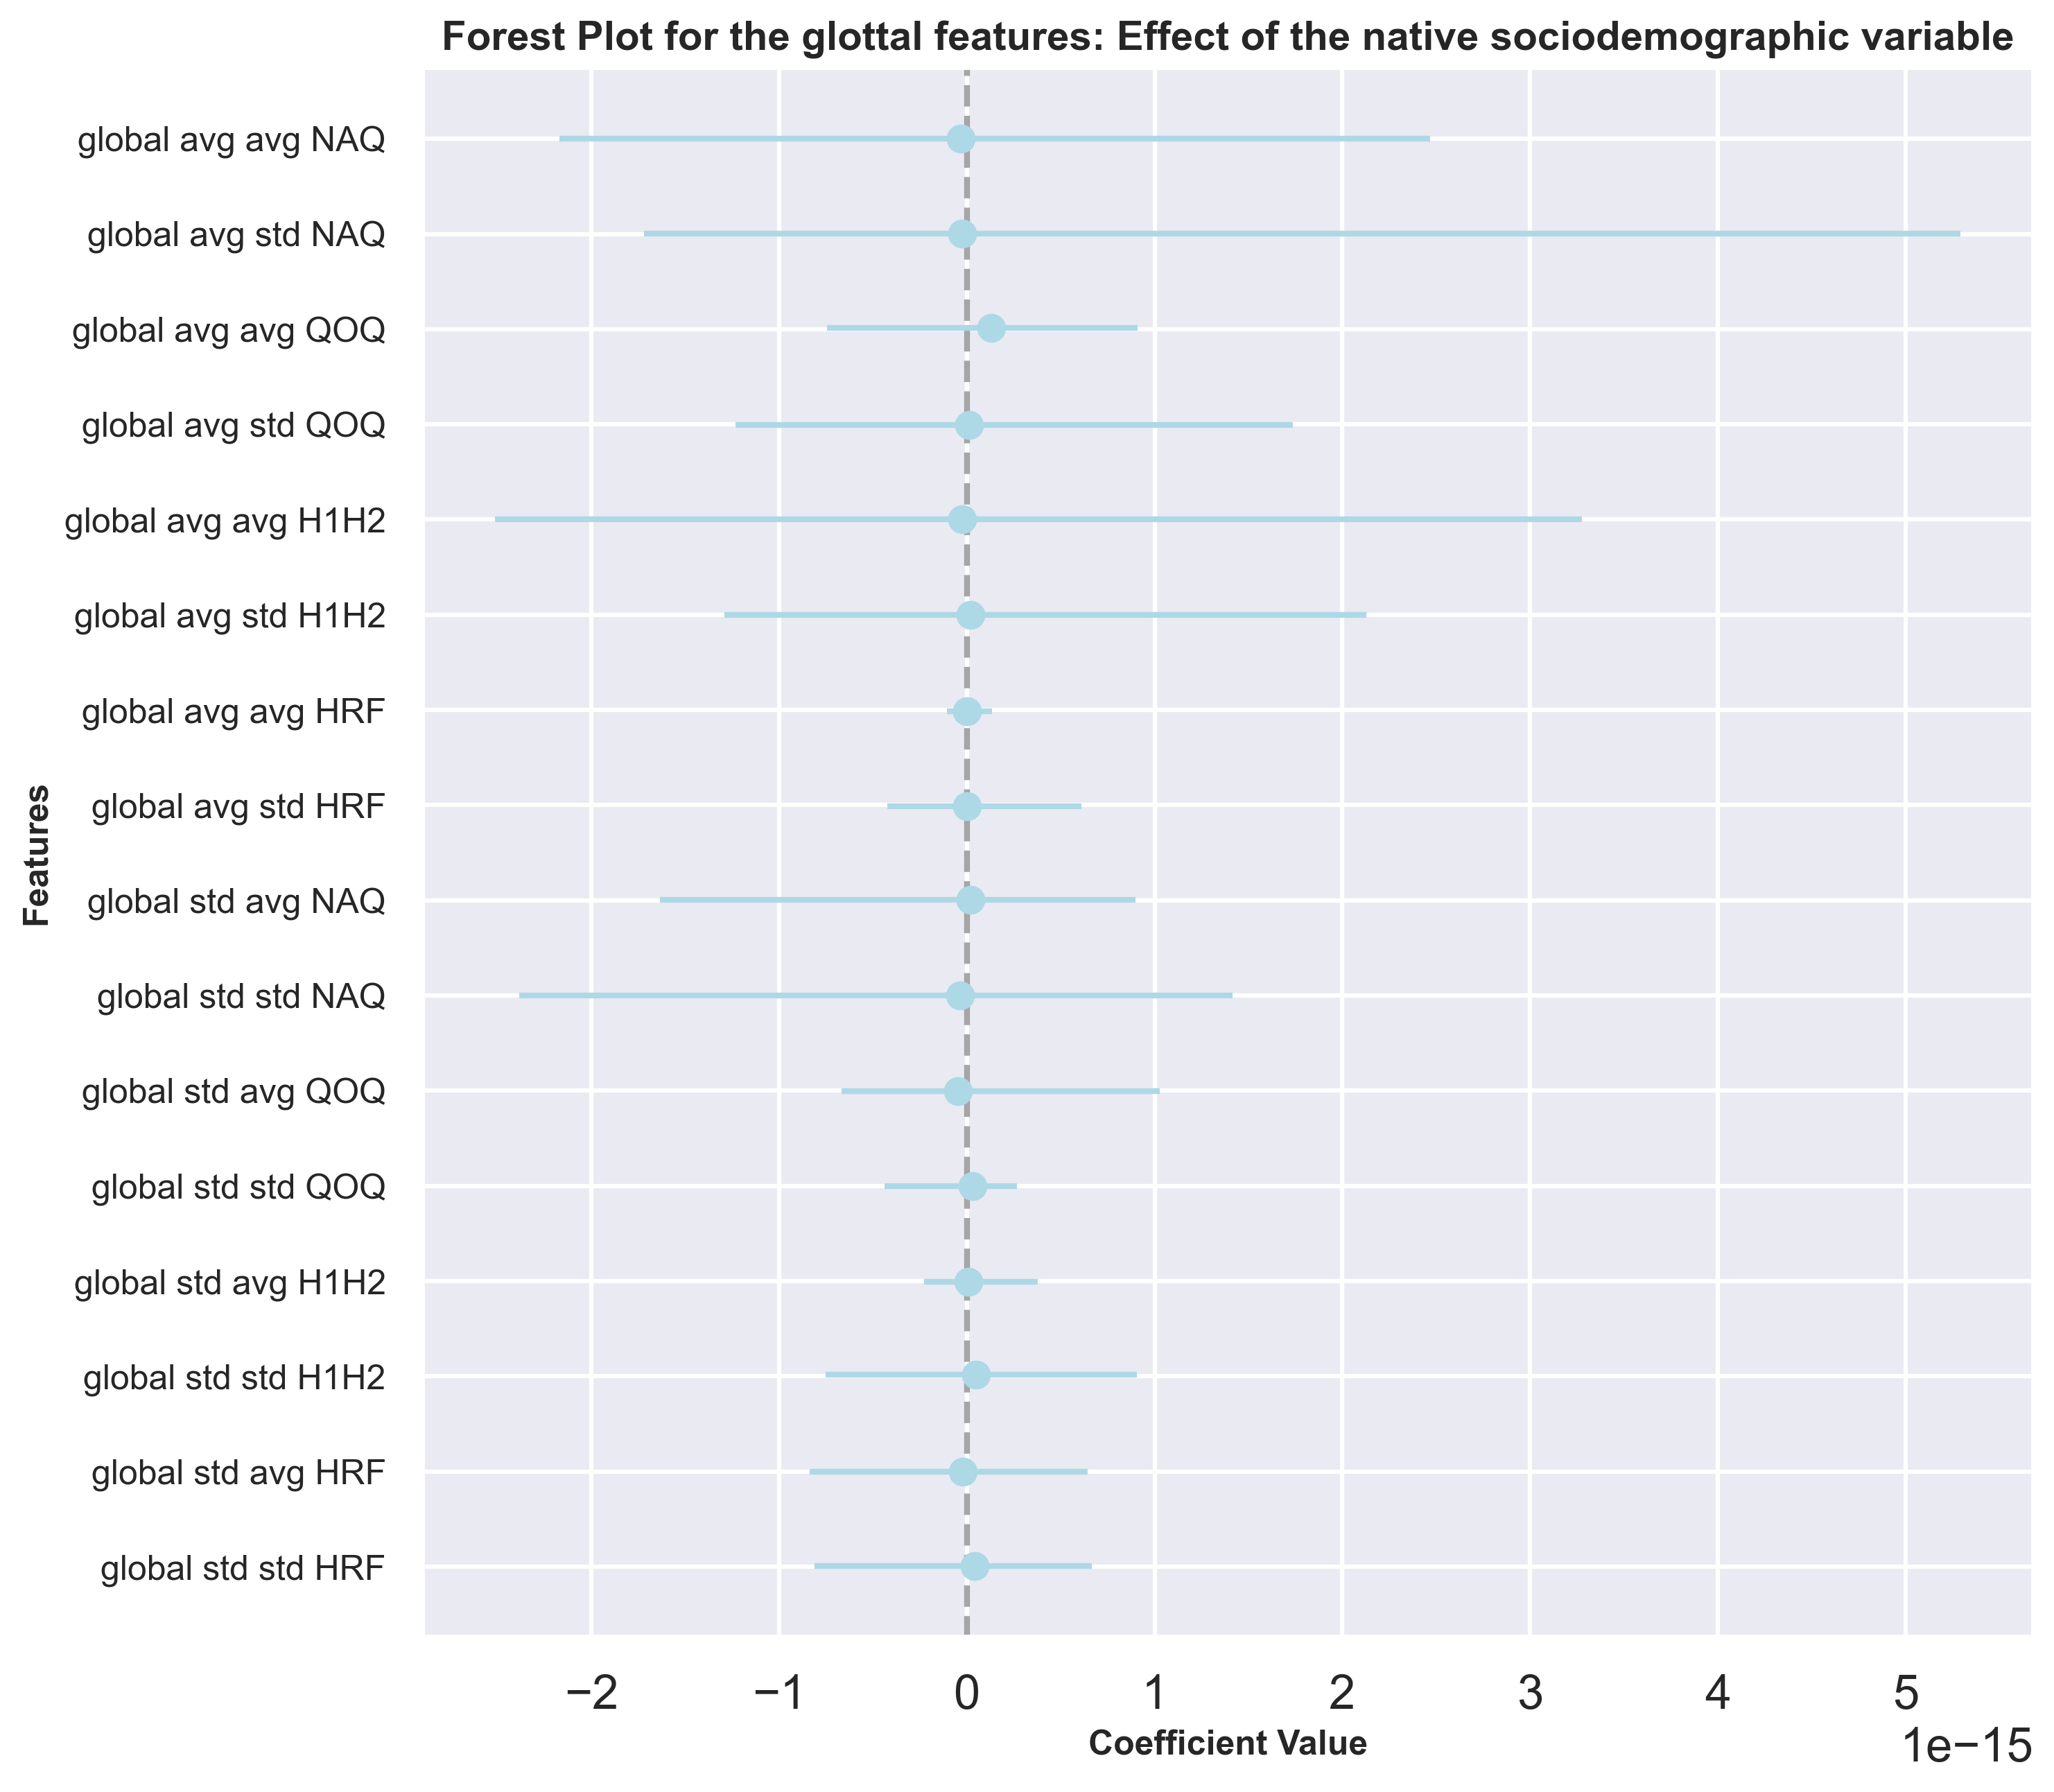 Forest Plot for the glottal features: Effect of the native sociodemographic variable
global avg avg NAQ
global avg std NAQ
global avg avg QOQ
global avg std QOQ
global avg avg H1H2
global avg std H1H2
global avg avg HRF
global avg std HRF
global std avg NAQ
global std std NAQ
global std avg QOQ
global std std QOQ
global std avg H1H2
global std std H1H2
global std avg HRF
global std std HRF
Features
−2 −1 0 1 2 3 4 5
Coefficient Value
1e−15